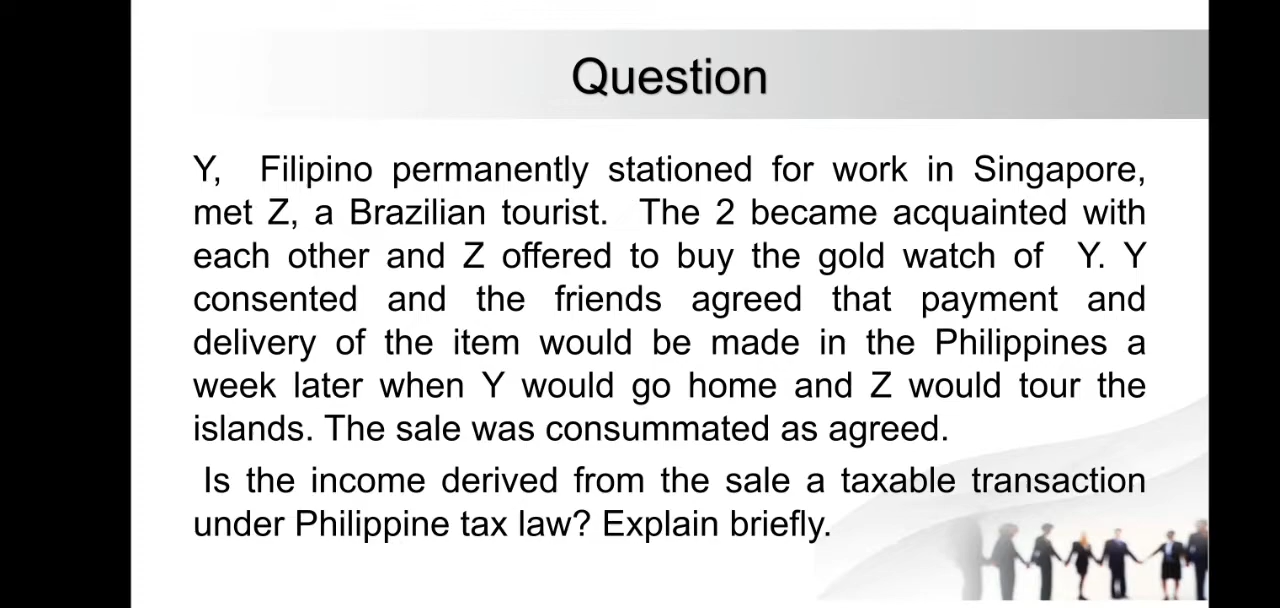 Question
Y, Filipino permanently stationed for work in Singapore,
met Z, a Brazilian tourist. The 2 became acquainted with
each other and Z offered to buy the gold watch of Y. Y
consented and the friends agreed that payment and
delivery of the item would be made in the Philippines a
week later when Y would go home and Z would tour the
islands. The sale was consummated as agreed.
Is the income derived from the sale a taxable transaction
under Philippine tax law? Explain briefly.